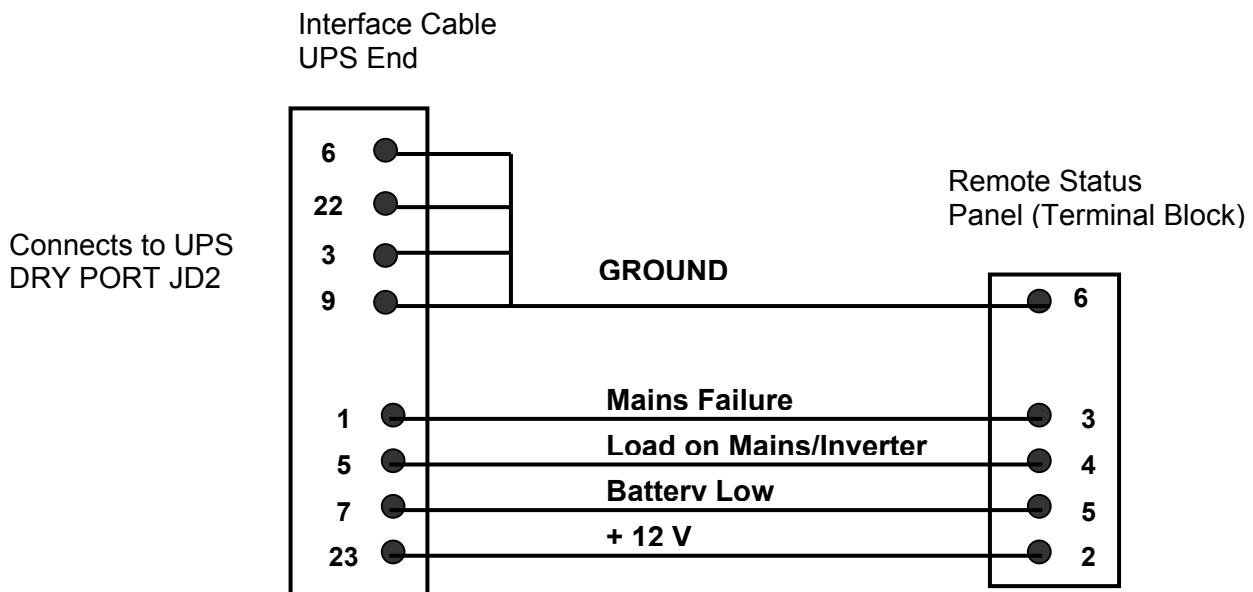 Interface Cable
UPS End
6
22
Remote Status
Panel (Terminal Block)
Connects to UPS
DRY PORT JD2
3
9
GROUND
6
1
Mains Failure
3
5
Load on Mains/Inverter
4
7
Battery Low
5
23
+ 12 V
2